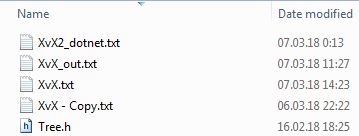 Name Date modified
XvX2_dotnet.txt 07.03.18 0:13
XvX_out.txt 07.03.18 11:27
XvX.txt 07.03.18 14:23
XvX - Copy.txt 06.03.18 22:22
Tree.h 16.02.18 18:25